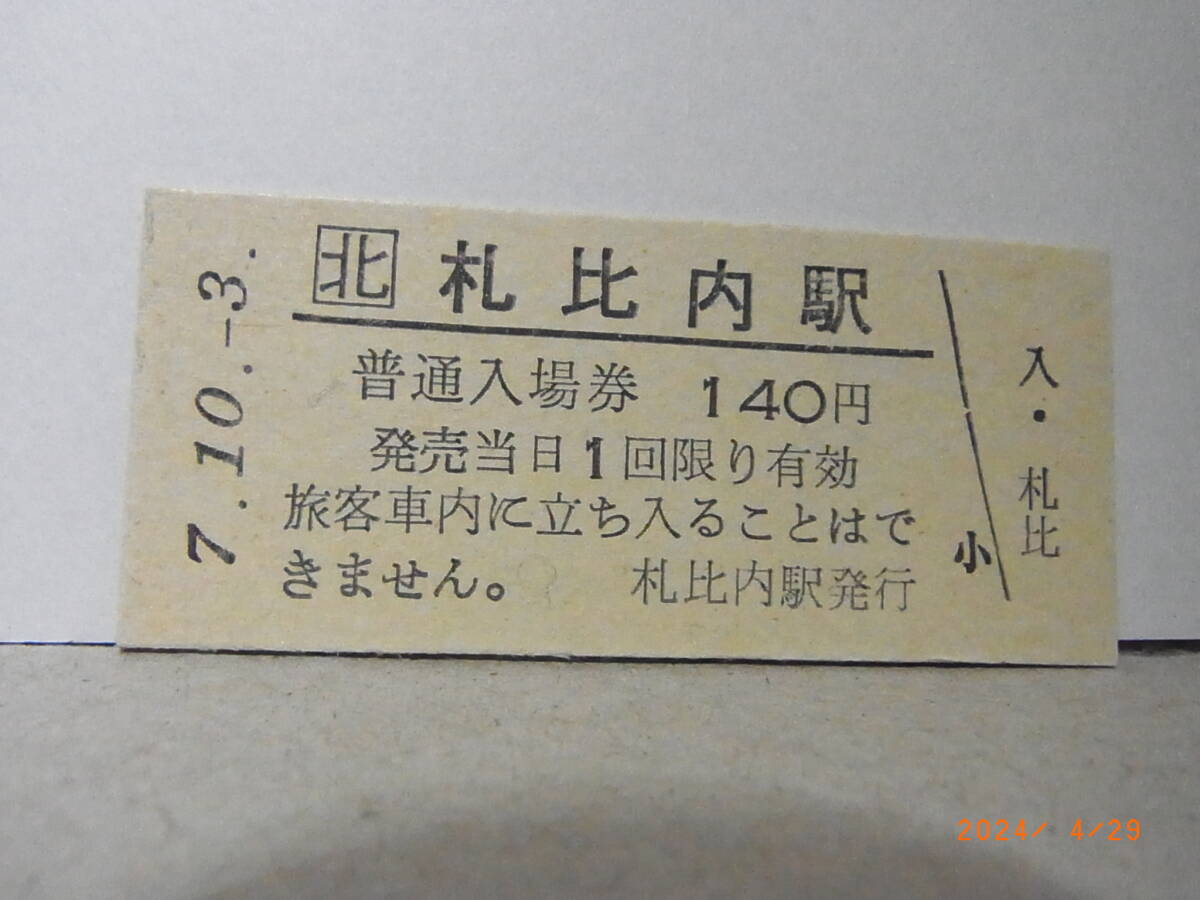 7.10.-3.
北 札比内駅
普通入場券 140円
発売当日1回限り有効
旅客車内に立ち入ることはで
きません。 札比内駅発行
小
入・札比
2024/ 4/29